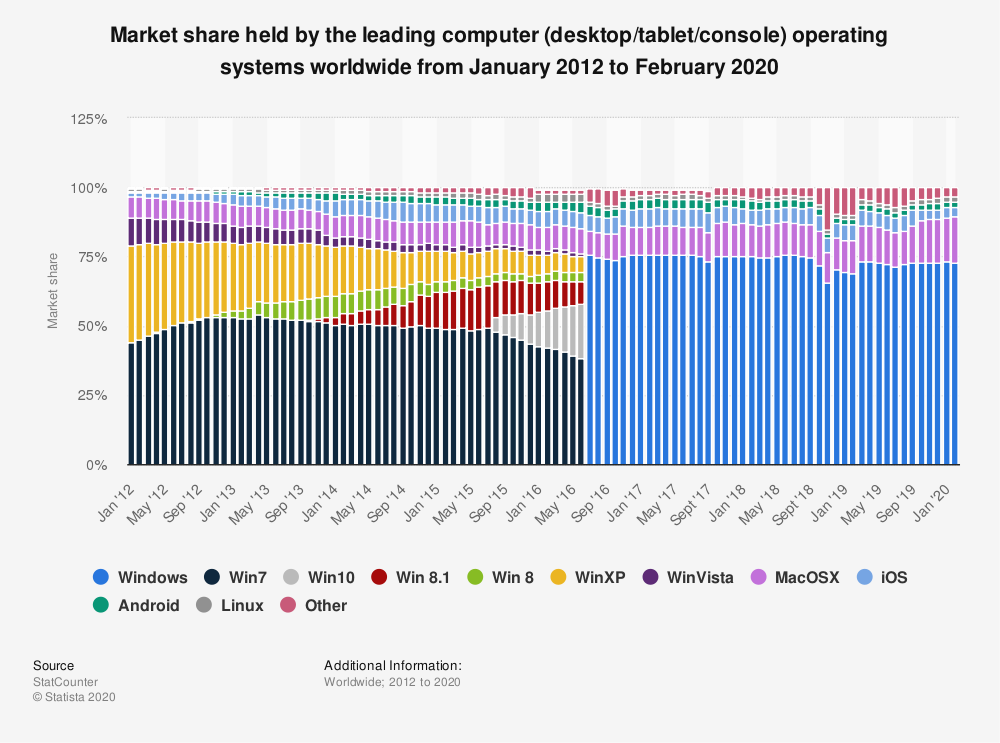 Market share held by the leading computer (desktop/tablet/console) operating
systems worldwide from January 2012 to February 2020
125%
100%
75%
50%
25%
0%
Market share
Jan '12
May '12
Sep '12
Jan '13
May '13
Sep '13
Jan '14
May '14
Sep '14
Jan '15
May '15
Sep '15
Jan '16
May '16
Sep '16
Jan '17
May '17
Sept '17
Jan '18
May '18
Sept '18
Jan '19
May '19
Sep '19
Jan '20
Windows Win7 Win10 Win 8.1 Win 8 WinXP WinVista MacOSX iOS
Android Linux Other
Source
StatCounter
© Statista 2020
Additional Information:
Worldwide; 2012 to 2020